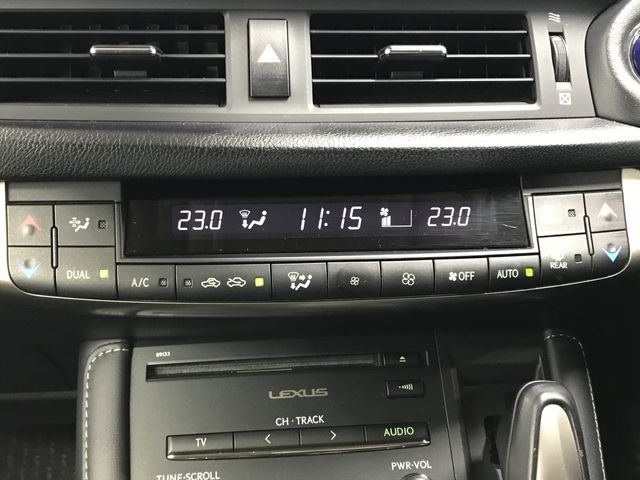 23.0 11:15 23.0
DUAL A/C OFF AUTO REAR
89133
LEXUS
CH · TRACK
TV < > AUDIO
TUNE·SCROLL PWR·VOL